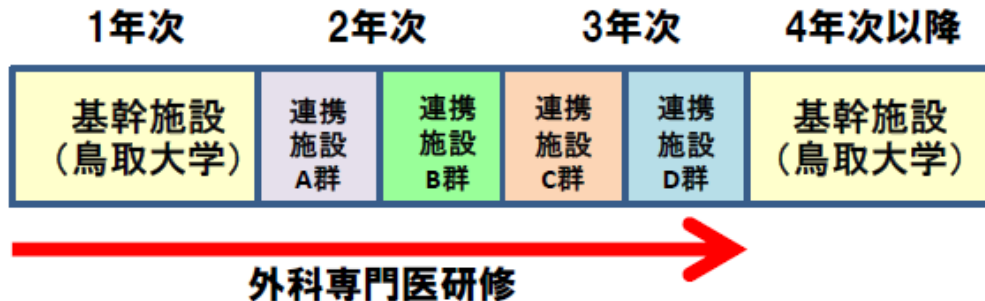 1年次 2年次 3年次 4年次以降
基幹施設
（鳥取大学）
連携
施設
A群
連携
施設
B群
連携
施設
C群
連携
施設
D群
基幹施設
（鳥取大学）
外科専門医研修